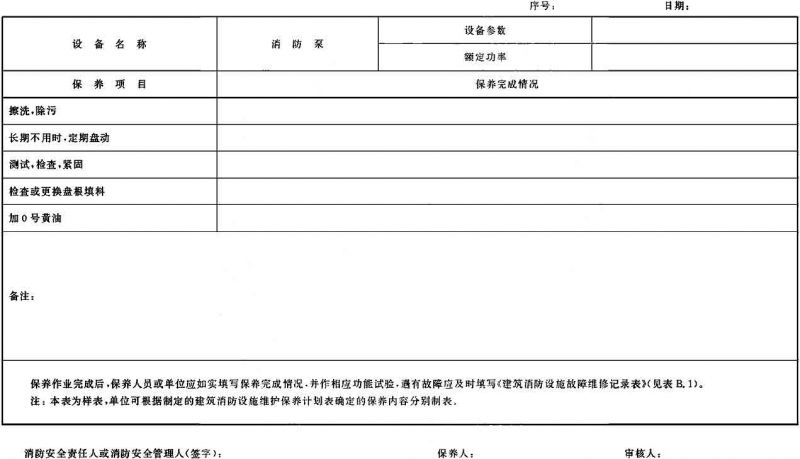 序号： 日期：
设备名称 消防泵 设备参数
额定功率
保养项目 保养完成情况
擦洗，除污
长期不用时，定期盘动
测试，检查，紧固
检查或更换盘根填料
加0号黄油
备注：
保养作业完成后，保养人员或单位应如实填写保养完成情况，并作相应功能试验，遇有故障应及时填写《建筑消防设施故障维修记录表》(见表B.1)。
注：本表为样表，单位可根据制定的建筑消防设施维护保养计划表确定的保养内容分别制表。
消防安全责任人或消防安全管理人(签字)： 保养人： 审核人：